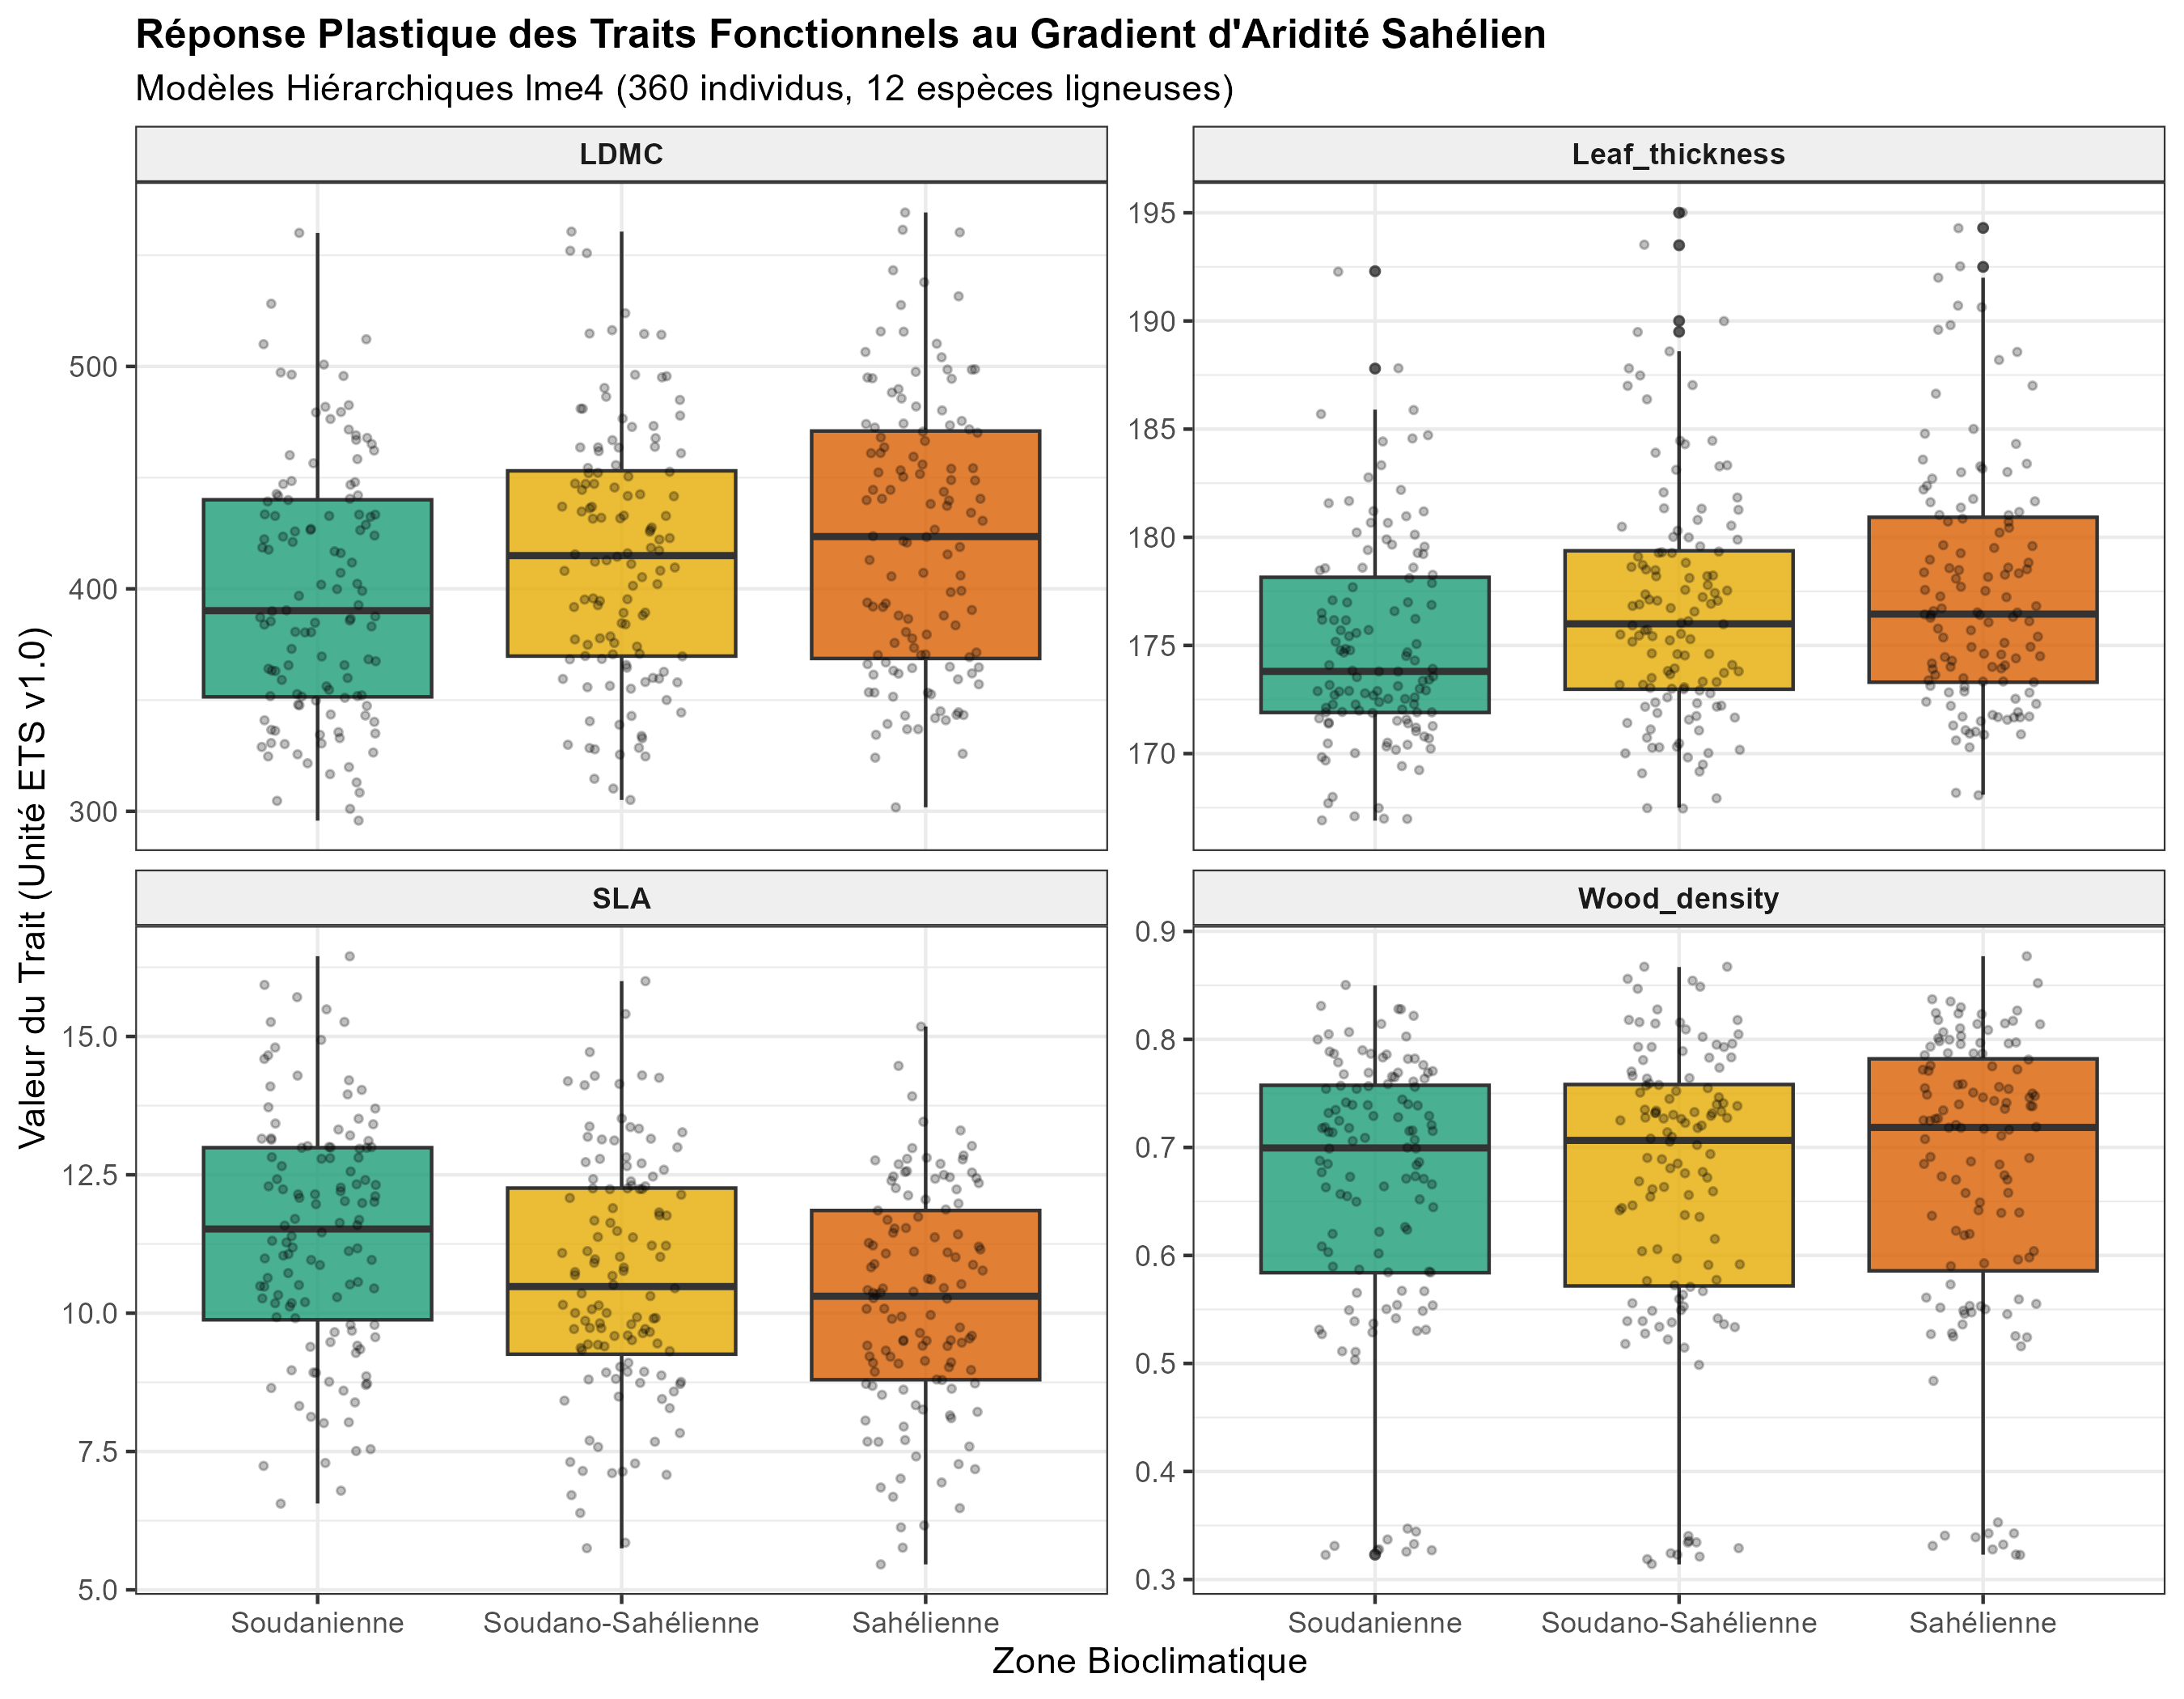 Réponse Plastique des Traits Fonctionnels au Gradient d'Aridité Sahélien
Modèles Hiérarchiques lme4 (360 individus, 12 espèces ligneuses)
LDMC
Leaf_thickness
500
400
300
195
190
185
180
175
170
SLA
Wood_density
15.0
12.5
10.0
7.5
5.0
0.9
0.8
0.7
0.6
0.5
0.4
0.3
Valeur du Trait (Unité ETS v1.0)
Soudanienne
Soudano-Sahélienne
Sahélienne
Soudanienne
Soudano-Sahélienne
Sahélienne
Zone Bioclimatique